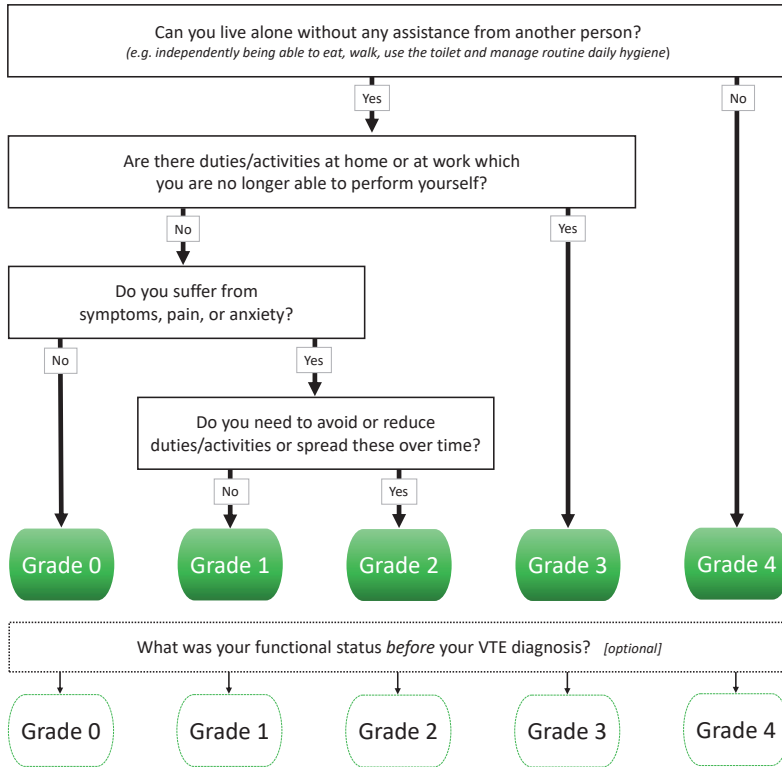 Can you live alone without any assistance from another person?
(e.g. independently being able to eat, walk, use the toilet and manage routine daily hygiene)
Yes
No
Are there duties/activities at home or at work which
you are no longer able to perform yourself?
No
Yes
Do you suffer from
symptoms, pain, or anxiety?
No
Yes
Do you need to avoid or reduce
duties/activities or spread these over time?
No
Yes
Grade 0
Grade 1
Grade 2
Grade 3
Grade 4
What was your functional status before your VTE diagnosis? [optional]
Grade 0
Grade 1
Grade 2
Grade 3
Grade 4